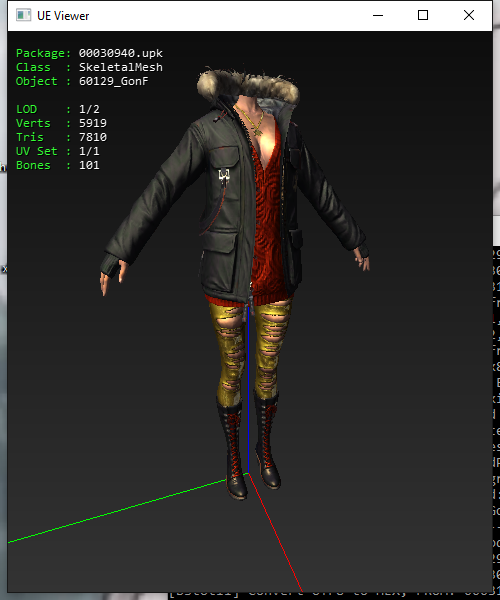 UE Viewer
Package: 00030940.upk
Class : SkeletalMesh
Object : 60129_GonF
LOD : 1/2
Verts : 5919
Tris : 7810
UV Set : 1/1
Bones : 101